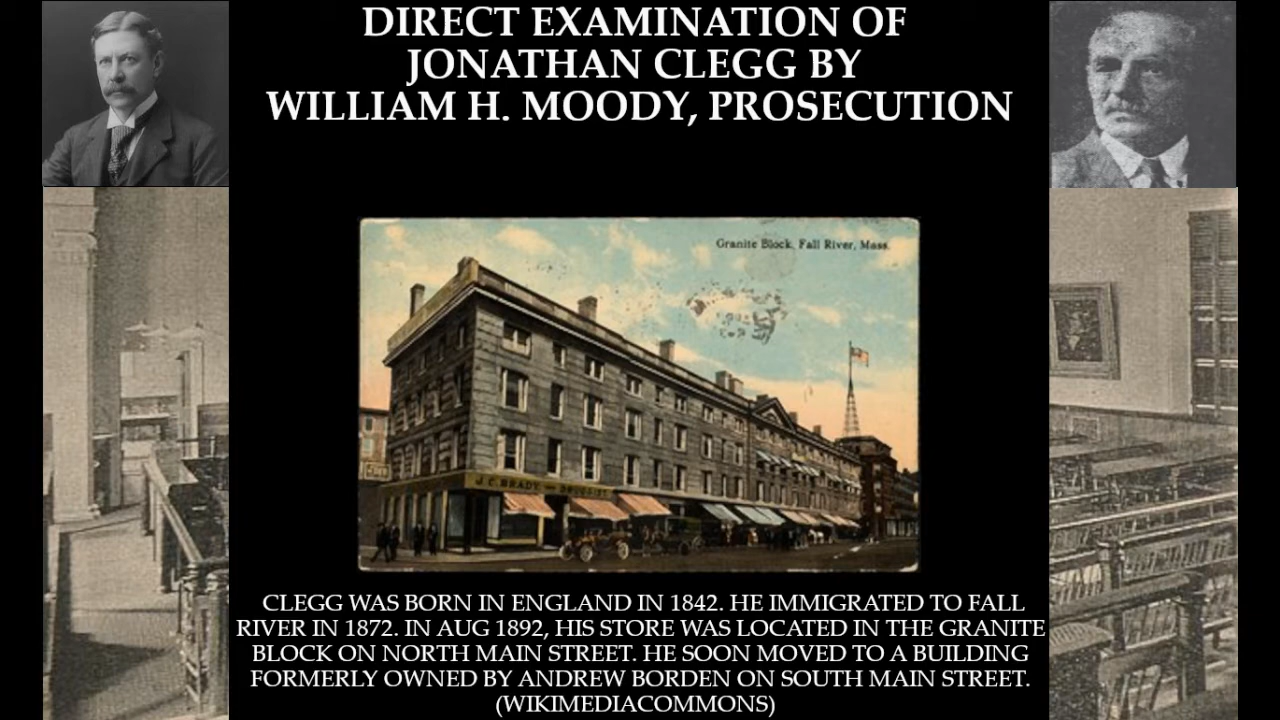 DIRECT EXAMINATION OF
JONATHAN CLEGG BY
WILLIAM H. MOODY, PROSECUTION
Granite Block, Fall River, Mass.
J. C. BRADY DRUGGIST
CLEGG WAS BORN IN ENGLAND IN 1842. HE IMMIGRATED TO FALL
RIVER IN 1872. IN AUG 1892, HIS STORE WAS LOCATED IN THE GRANITE
BLOCK ON NORTH MAIN STREET. HE SOON MOVED TO A BUILDING
FORMERLY OWNED BY ANDREW BORDEN ON SOUTH MAIN STREET.
(WIKIMEDIACOMMONS)